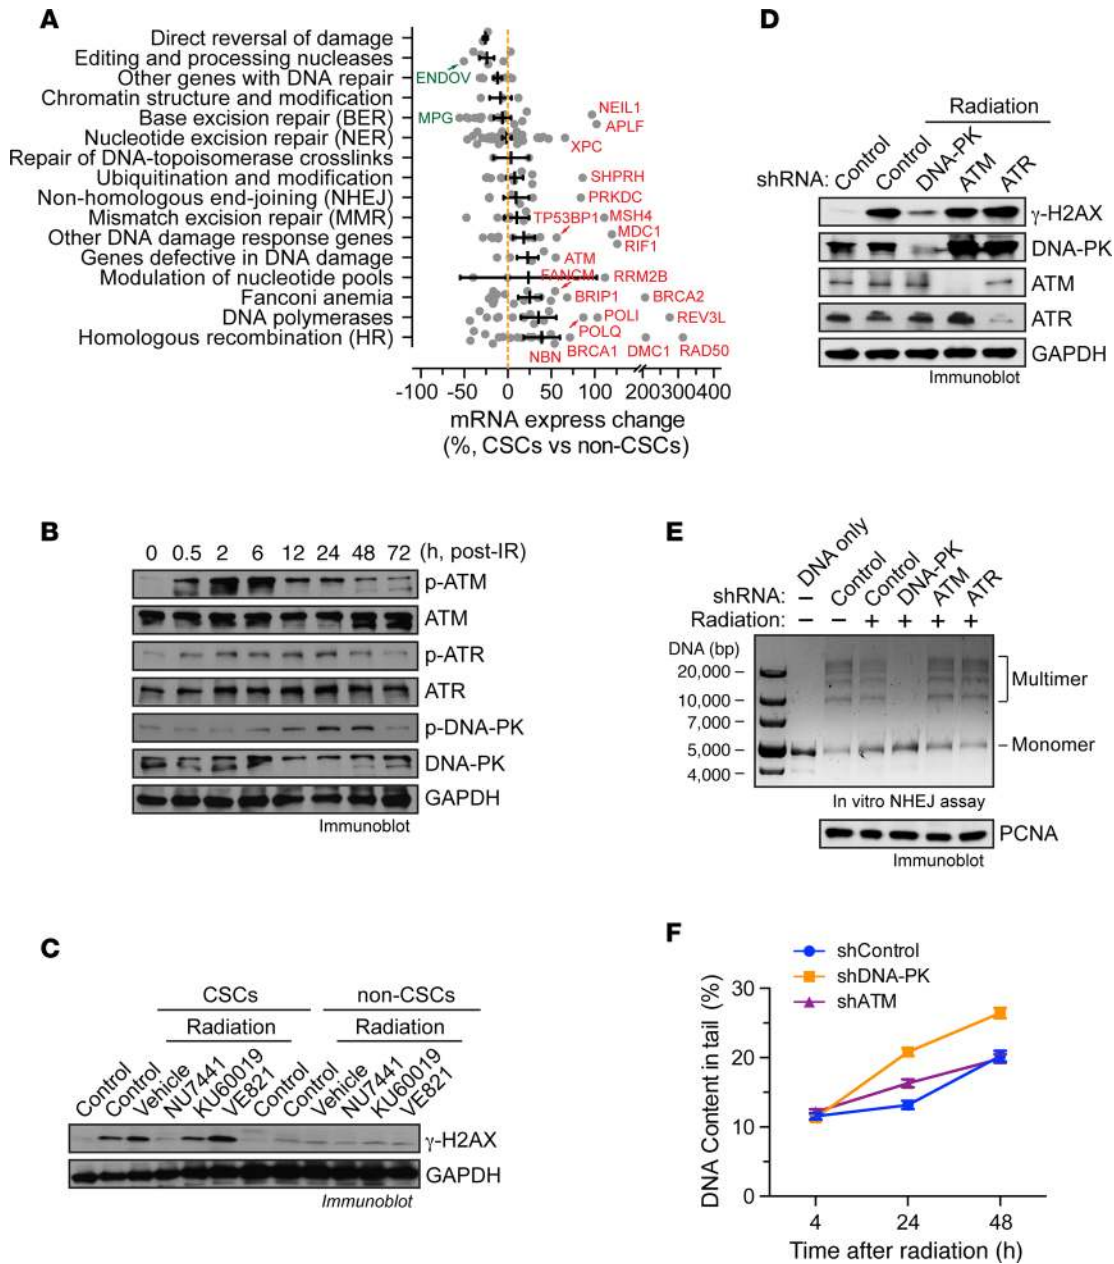 A
Direct reversal of damage
Editing and processing nucleases
ENDOV
Other genes with DNA repair
Chromatin structure and modification
NEIL1
MPG
Base excision repair (BER)
APLF
Nucleotide excision repair (NER)
XPC
Repair of DNA-topoisomerase crosslinks
Ubiquitination and modification
SHPRH
Non-homologous end-joining (NHEJ)
PRKDC
Mismatch excision repair (MMR)
TP53BP1
MSH4
MDC1
Other DNA damage response genes
RIF1
Genes defective in DNA damage
ATM
Modulation of nucleotide pools
FANCM
RRM2B
Fanconi anemia
BRIP1
BRCA2
DNA polymerases
POLI
REV3L
POLQ
Homologous recombination (HR)
NBN
BRCA1
DMC1
RAD50
-100 -50 0 50 100 200 300 400
mRNA express change
(%, CSCs vs non-CSCs)
D
Radiation
shRNA: Control Control DNA-PK ATM ATR
γ-H2AX
DNA-PK
ATM
ATR
GAPDH
Immunoblot
B
0 0.5 2 6 12 24 48 72 (h, post-IR)
p-ATM
ATM
p-ATR
ATR
p-DNA-PK
DNA-PK
GAPDH
Immunoblot
E
shRNA: – DNA only Control Control DNA-PK ATM ATR
Radiation: – – + + + +
DNA (bp)
20,000
10,000
7,000
5,000
4,000
Multimer
Monomer
In vitro NHEJ assay
PCNA
Immunoblot
C
CSCs non-CSCs
Radiation Radiation
Control Control Vehicle NU7441 KU60019 VE821 Control Control Vehicle NU7441 KU60019 VE821
γ-H2AX
GAPDH
Immunoblot
F
shControl
shDNA-PK
shATM
DNA Content in tail (%)
30
20
10
0
4 24 48
Time after radiation (h)